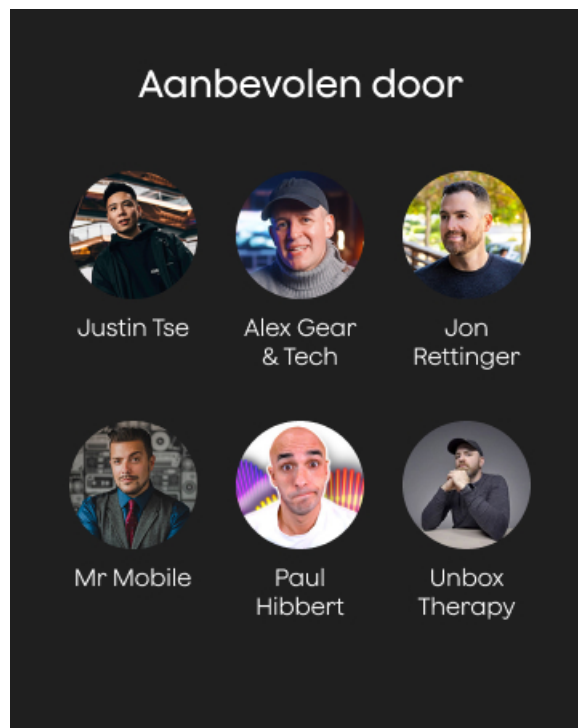 Aanbevolen door
Justin Tse
Alex Gear
& Tech
Jon
Rettinger
Mr Mobile
Paul
Hibbert
Unbox
Therapy